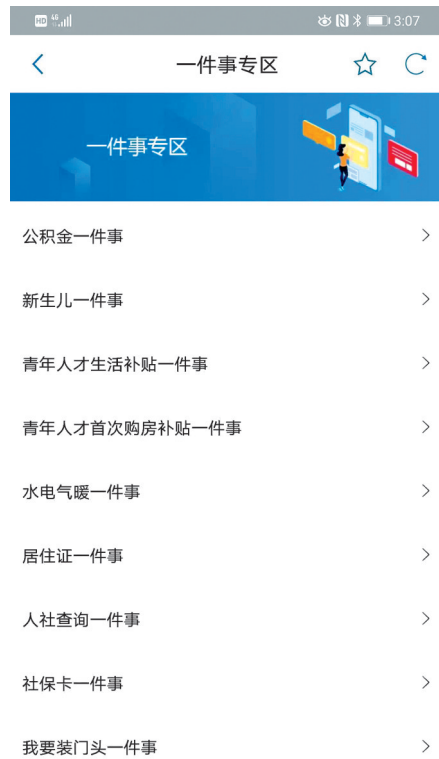 HD 4G 3:07
一件事专区
一件事专区
公积金一件事
新生儿一件事
青年人才生活补贴一件事
青年人才首次购房补贴一件事
水电气暖一件事
居住证一件事
人社查询一件事
社保卡一件事
我要装门头一件事